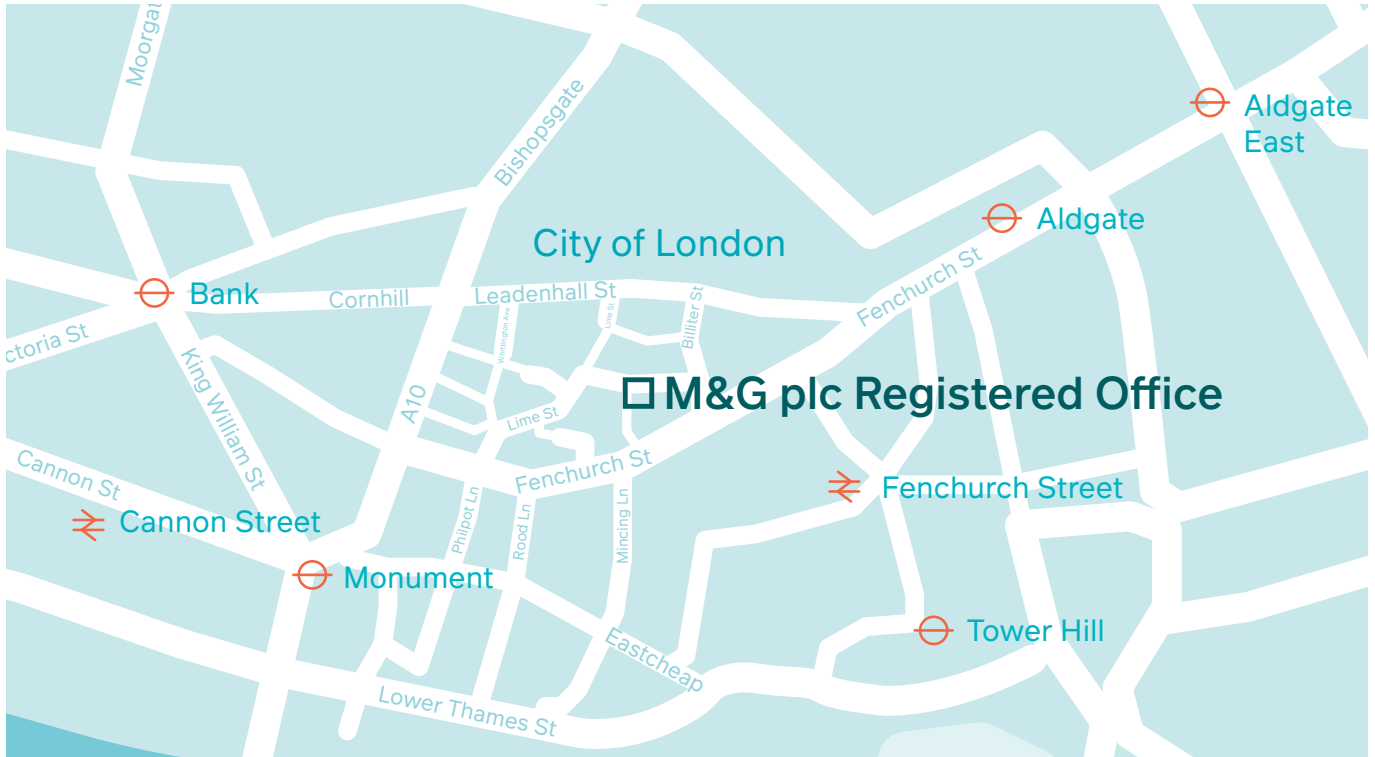 Moorgat
Bishopsgate
Aldgate
East
Aldgate
City of London
Fenchurch St
Bank
Cornhill
Leadenhall St
Lime St
Billiter St
Whittington Ave
ctoria St
King William St
A10
M&G plc Registered Office
Lime St
Cannon St
Fenchurch St
Fenchurch Street
Cannon Street
Philpot Ln
Rood Ln
Mincing Ln
Monument
Tower Hill
Eastcheap
Lower Thames St